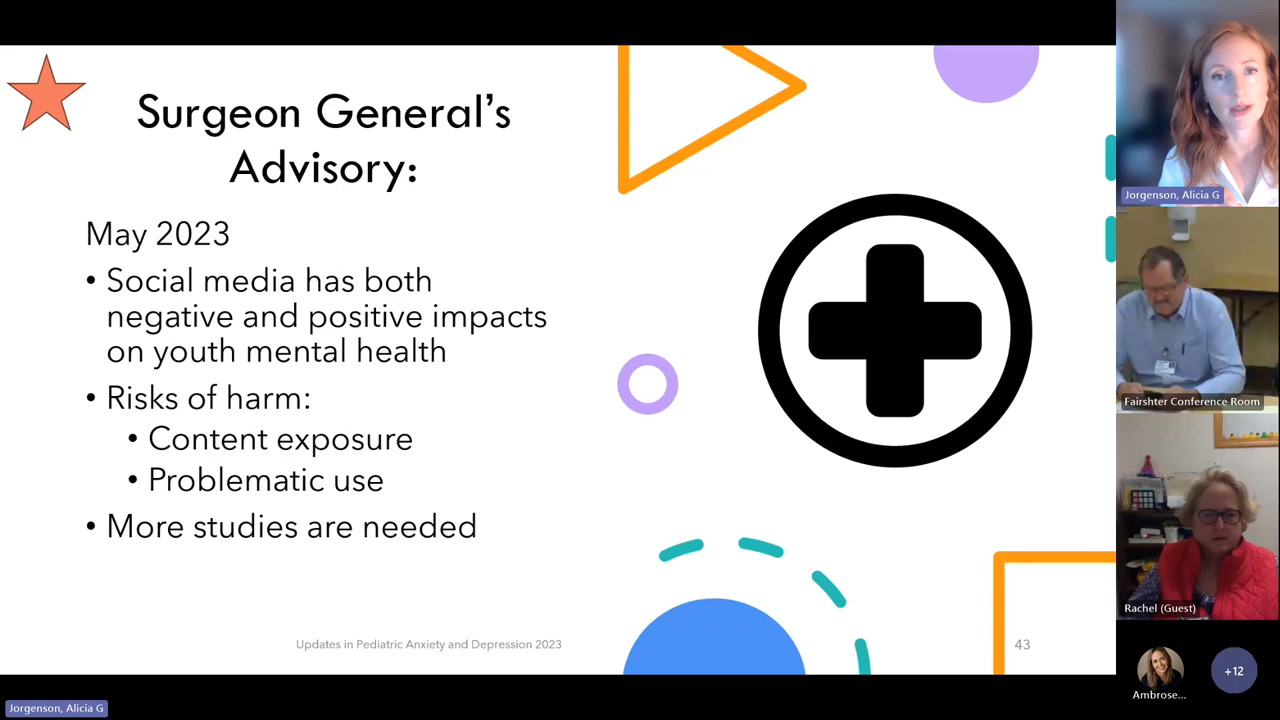 Surgeon General’s
Advisory:
May 2023
• Social media has both
negative and positive impacts
on youth mental health
• Risks of harm:
• Content exposure
• Problematic use
• More studies are needed
Updates in Pediatric Anxiety and Depression 2023
43
Jorgenson, Alicia G
Fairshter Conference Room
Rachel (Guest)
Ambrose...
+12
Jorgenson, Alicia G